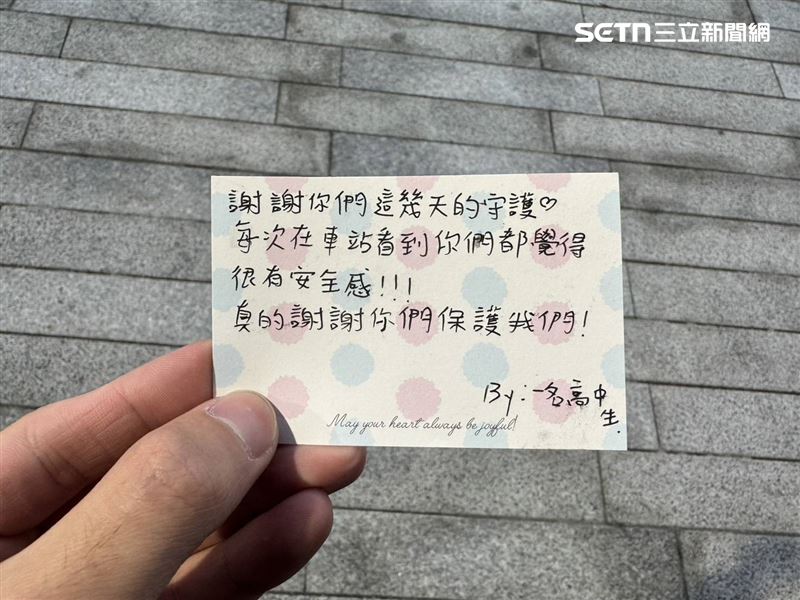 SETN三立新聞網
謝謝你們這幾天的守護♡
每次在車站看到你們都覺得
很有安全感!!!
真的謝謝你們保護我們!
By:一名高中
生.
May your heart always be joyful!